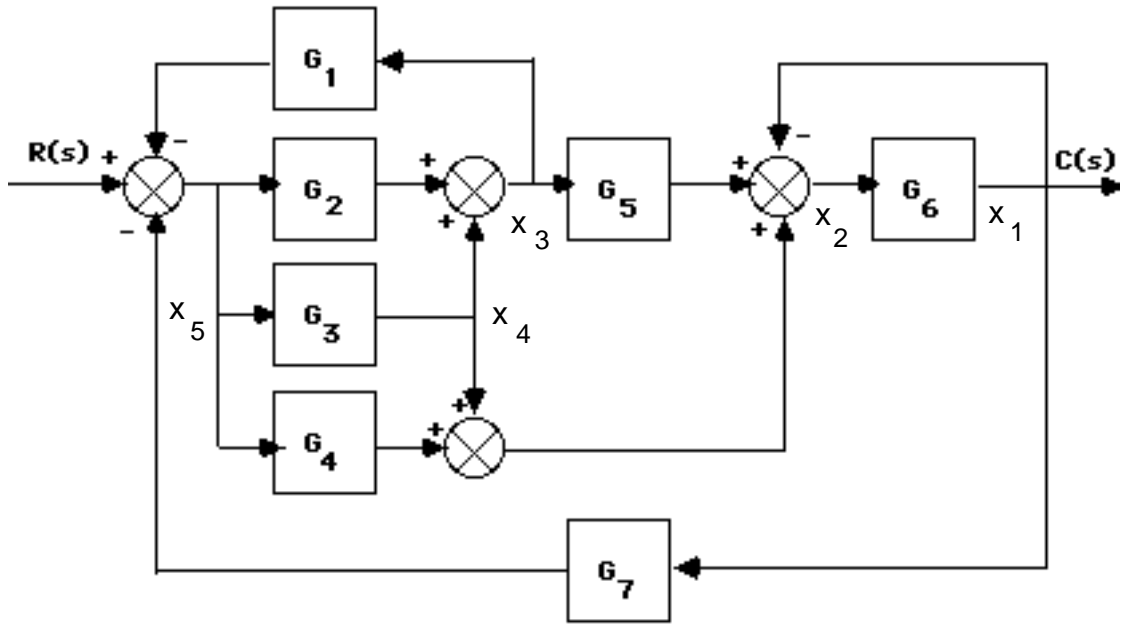 G1
R(s) + -
G2
+ +
x3
G5
+ - +
x2
G6
x1
C(s)
-
x5
G3
x4
G4
+ +
G7